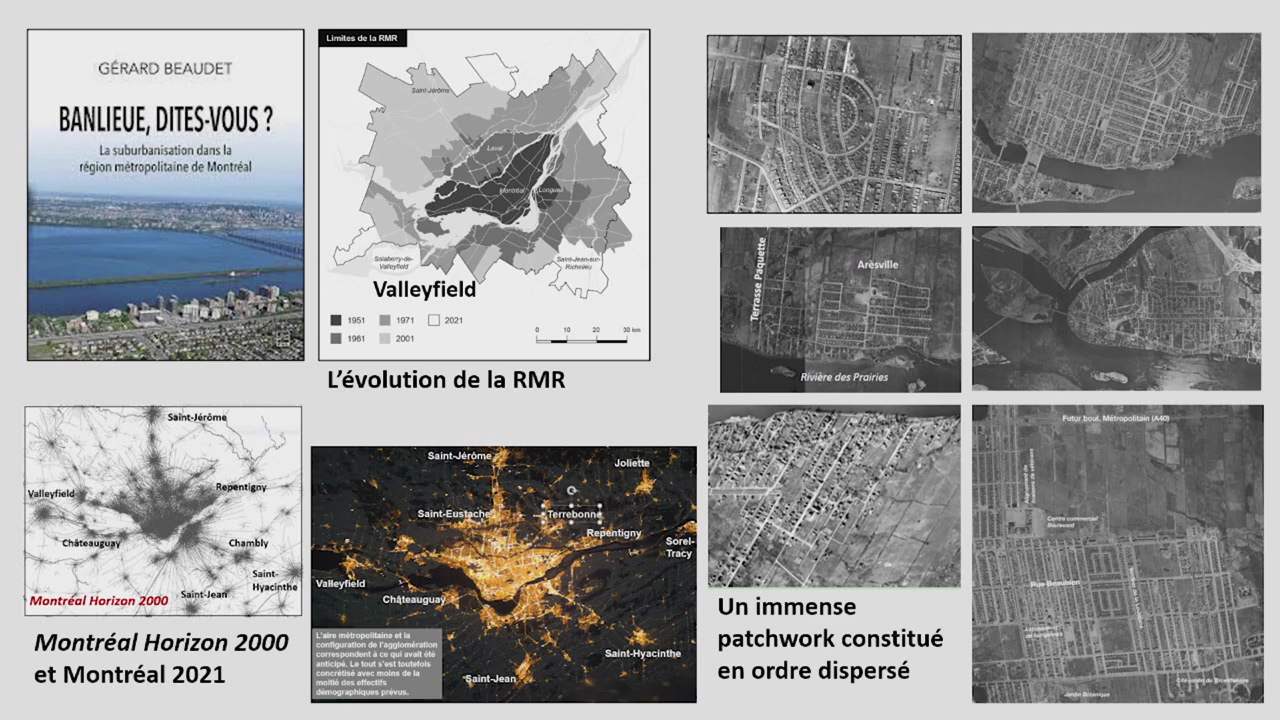 GÉRARD BEAUDET
BANLIEUE, DITES-VOUS ?
La suburbanisation dans la
région métropolitaine de Montréal
Limites de la RMR
Saint-Jérôme
Laval
Montréal
Longueuil
Salaberry-de-
Valleyfield
Saint-Jean-sur-
Richelieu
Valleyfield
1951
1971
2021
1961
2001
0 10 20 30 km
L'évolution de la RMR
Saint-Jérôme
Valleyfield
Repentigny
Châteauguay
Chambly
Saint-
Hyacinthe
Saint-Jean
Montréal Horizon 2000
Montréal Horizon 2000
et Montréal 2021
Saint-Jérôme
Joliette
Saint-Eustache
Terrebonne
Repentigny
Sorel-
Tracy
Valleyfield
Châteauguay
Saint-Hyacinthe
Saint-Jean
L'aire métropolitaine et la
configuration de l'agglomération
correspondent à ce qui avait été
anticipé. Le tout s'est toutefois
concrétisé avec moins de la
moitié des effectifs
démographiques prévus.
Terrasse Paquette
Arèsville
Rivière des Prairies
Un immense
patchwork constitué
en ordre dispersé
Futur boul. Métropolitain (A40)
Centre commercial
Boulevard
Rue Beaubien
Jardin Botanique